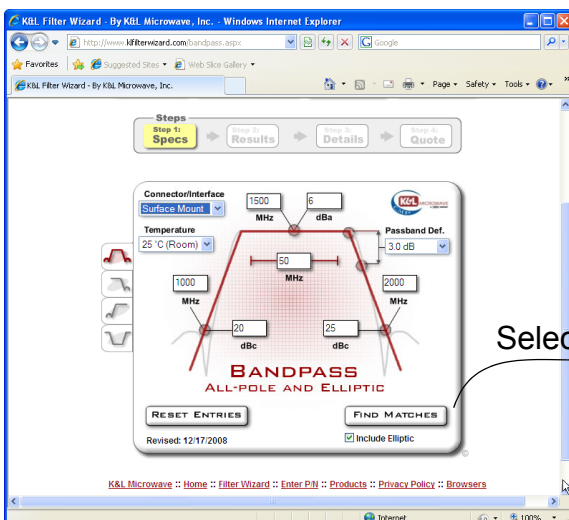 K&L Filter Wizard - By K&L Microwave, Inc. - Windows Internet Explorer
http://www.klfilterwizard.com/bandpass.aspx
Google
Favorites Suggested Sites Web Slice Gallery
K&L Filter Wizard - By K&L Microwave, Inc.
Page Safety Tools
Steps
Step 1: Specs
Step 2: Results
Step 3: Details
Step 4: Quote
Connector/Interface
Surface Mount
1500
MHz
6
dBa
K&L MICROWAVE
Temperature
25 °C (Room)
Passband Def.
3.0 dB
50
MHz
1000
MHz
2000
MHz
20
dBc
25
dBc
BANDPASS
ALL-POLE AND ELLIPTIC
RESET ENTRIES
FIND MATCHES
Revised: 12/17/2008
Include Elliptic
Selec
K&L Microwave :: Home :: Filter Wizard :: Enter P/N :: Products :: Privacy Policy :: Browsers
Internet
100%